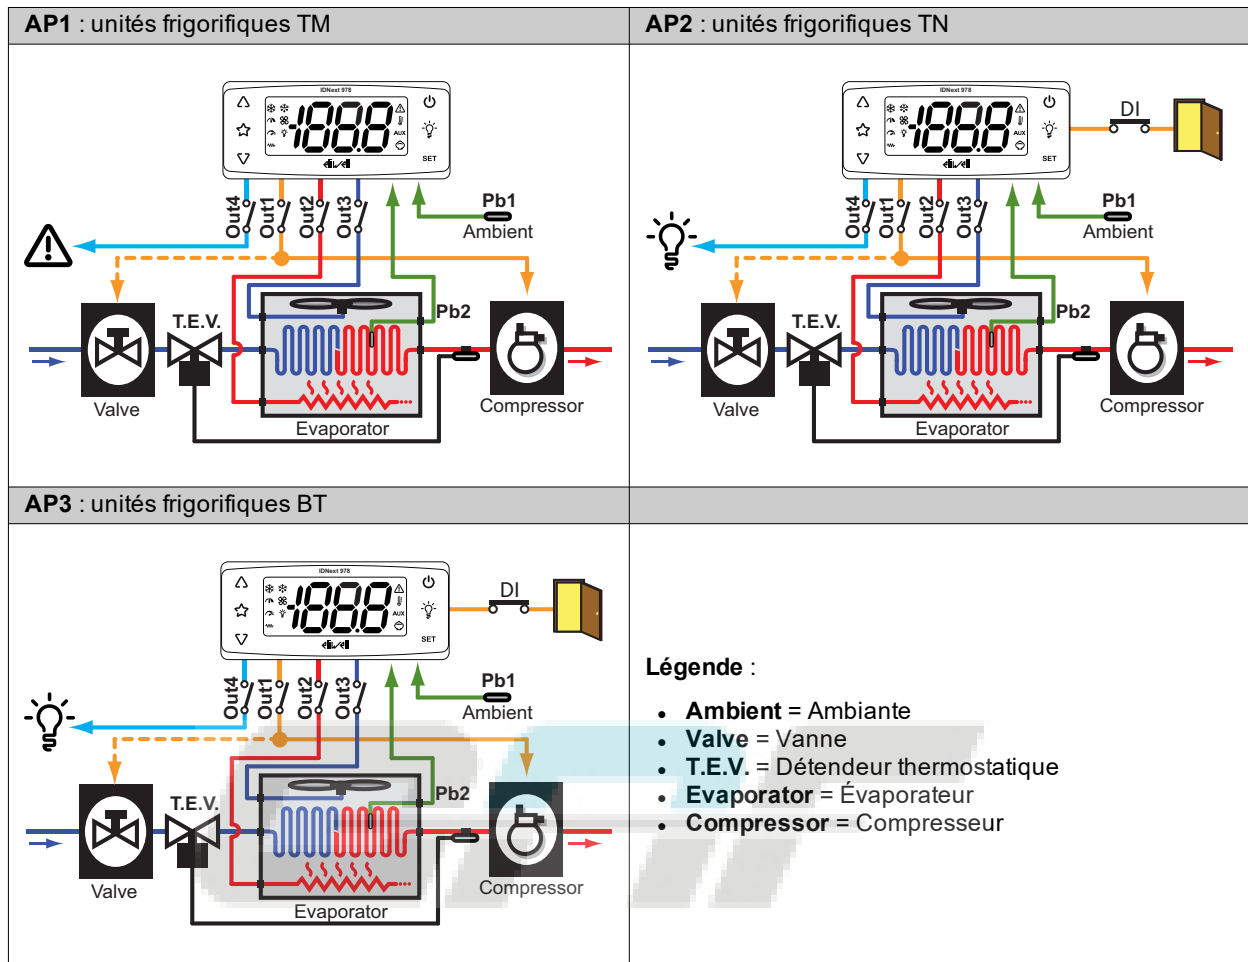 AP1 : unités frigorifiques TM
IDNext 978
188.8
AUX
SET
eliwell
Out4
Out1
Out2
Out3
Pb1
Ambient
Pb2
T.E.V.
Valve
Evaporator
Compressor
AP2 : unités frigorifiques TN
IDNext 978
188.8
AUX
SET
eliwell
DI
Out4
Out1
Out2
Out3
Pb1
Ambient
Pb2
T.E.V.
Valve
Evaporator
Compressor
AP3 : unités frigorifiques BT
IDNext 978
188.8
AUX
SET
eliwell
DI
Out4
Out1
Out2
Out3
Pb1
Ambient
Pb2
T.E.V.
Valve
Evaporator
Compressor
Légende :
• Ambient = Ambiante
• Valve = Vanne
• T.E.V. = Détendeur thermostatique
• Evaporator = Évaporateur
• Compressor = Compresseur